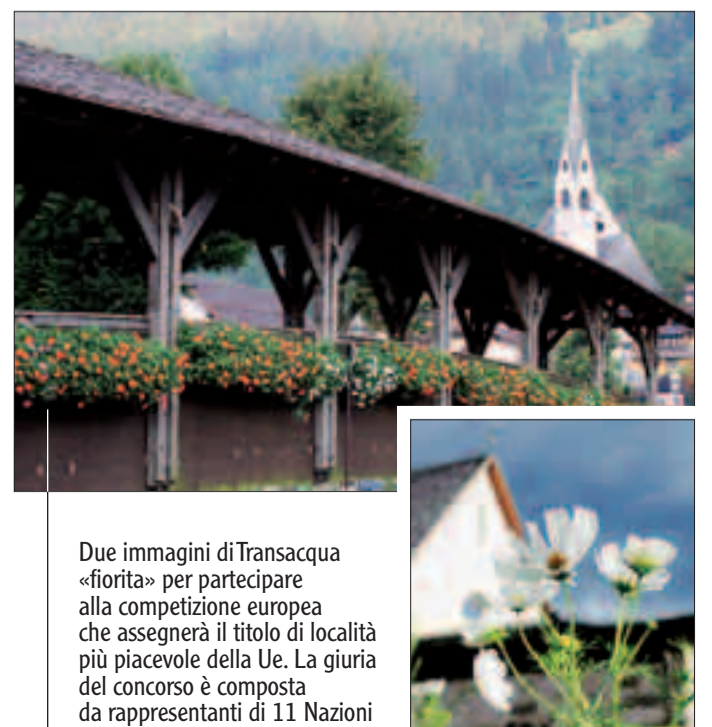 Due immagini di Transacqua
«fiorita» per partecipare
alla competizione europea
che assegnerà il titolo di località
più piacevole della Ue. La giuria
del concorso è composta
da rappresentanti di 11 Nazioni